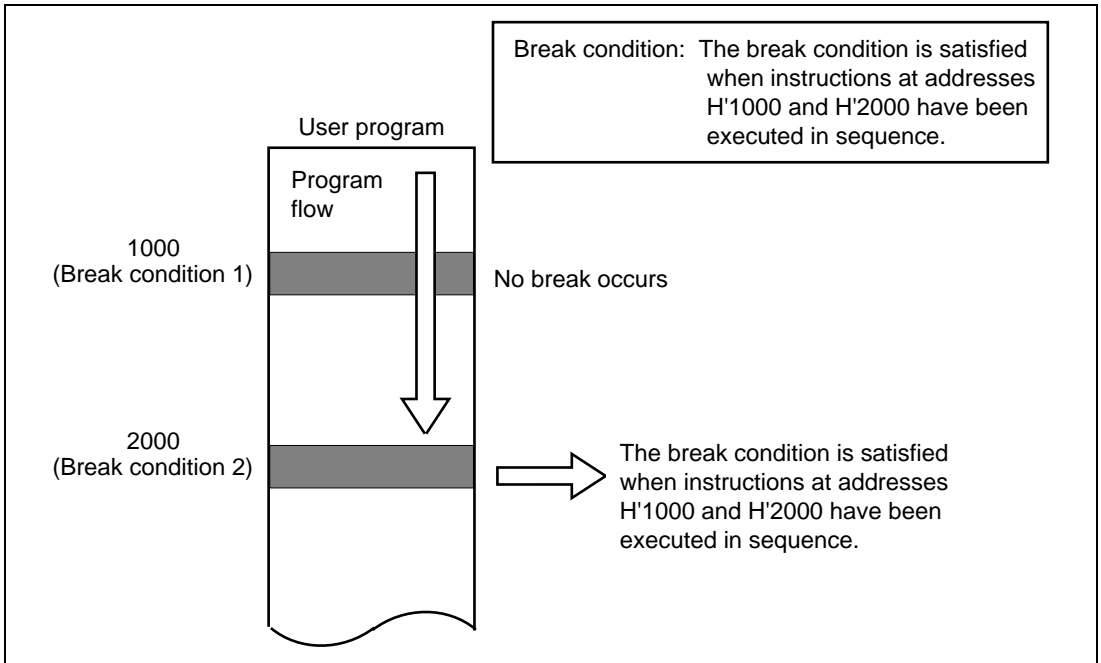 Break condition: The break condition is satisfied
when instructions at addresses
H'1000 and H'2000 have been
executed in sequence.
User program
Program
flow
1000
(Break condition 1)
No break occurs
2000
(Break condition 2)
The break condition is satisfied
when instructions at addresses
H'1000 and H'2000 have been
executed in sequence.